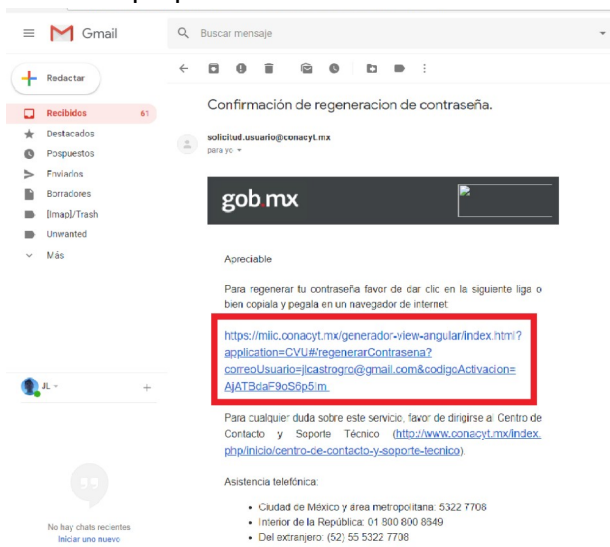 Gmail
Buscar mensaje
Redactar
Recibidos 61
Destacados
Pospuestos
Enviados
Borradores
[Imap]/Trash
Unwanted
Más
JL
No hay chats recientes
Iniciar uno nuevo
Confirmación de regeneracion de contraseña.
solicitud.usuario@conacyt.mx
para yo
gob.mx
Apreciable
Para regenerar tu contraseña favor de dar clic en la siguiente liga o
bien copiala y pegala en un navegador de internet
https://miic.conacyt.mx/generador-view-angular/index.html?
application=CVU#/regenerarContrasena?
correoUsuario=jlcastrogro@gmail.com&codigoActivacion=
AjATBdaF9oS6p5Im
Para cualquier duda sobre este servicio, favor de dirigirse al Centro de
Contacto y Soporte Técnico (http://www.conacyt.mx/index.
php/inicio/centro-de-contacto-y-soporte-tecnico).
Asistencia telefónica:
• Ciudad de México y área metropolitana: 5322 7708
• Interior de la República: 01 800 800 8649
• Del extranjero: (52) 55 5322 7708